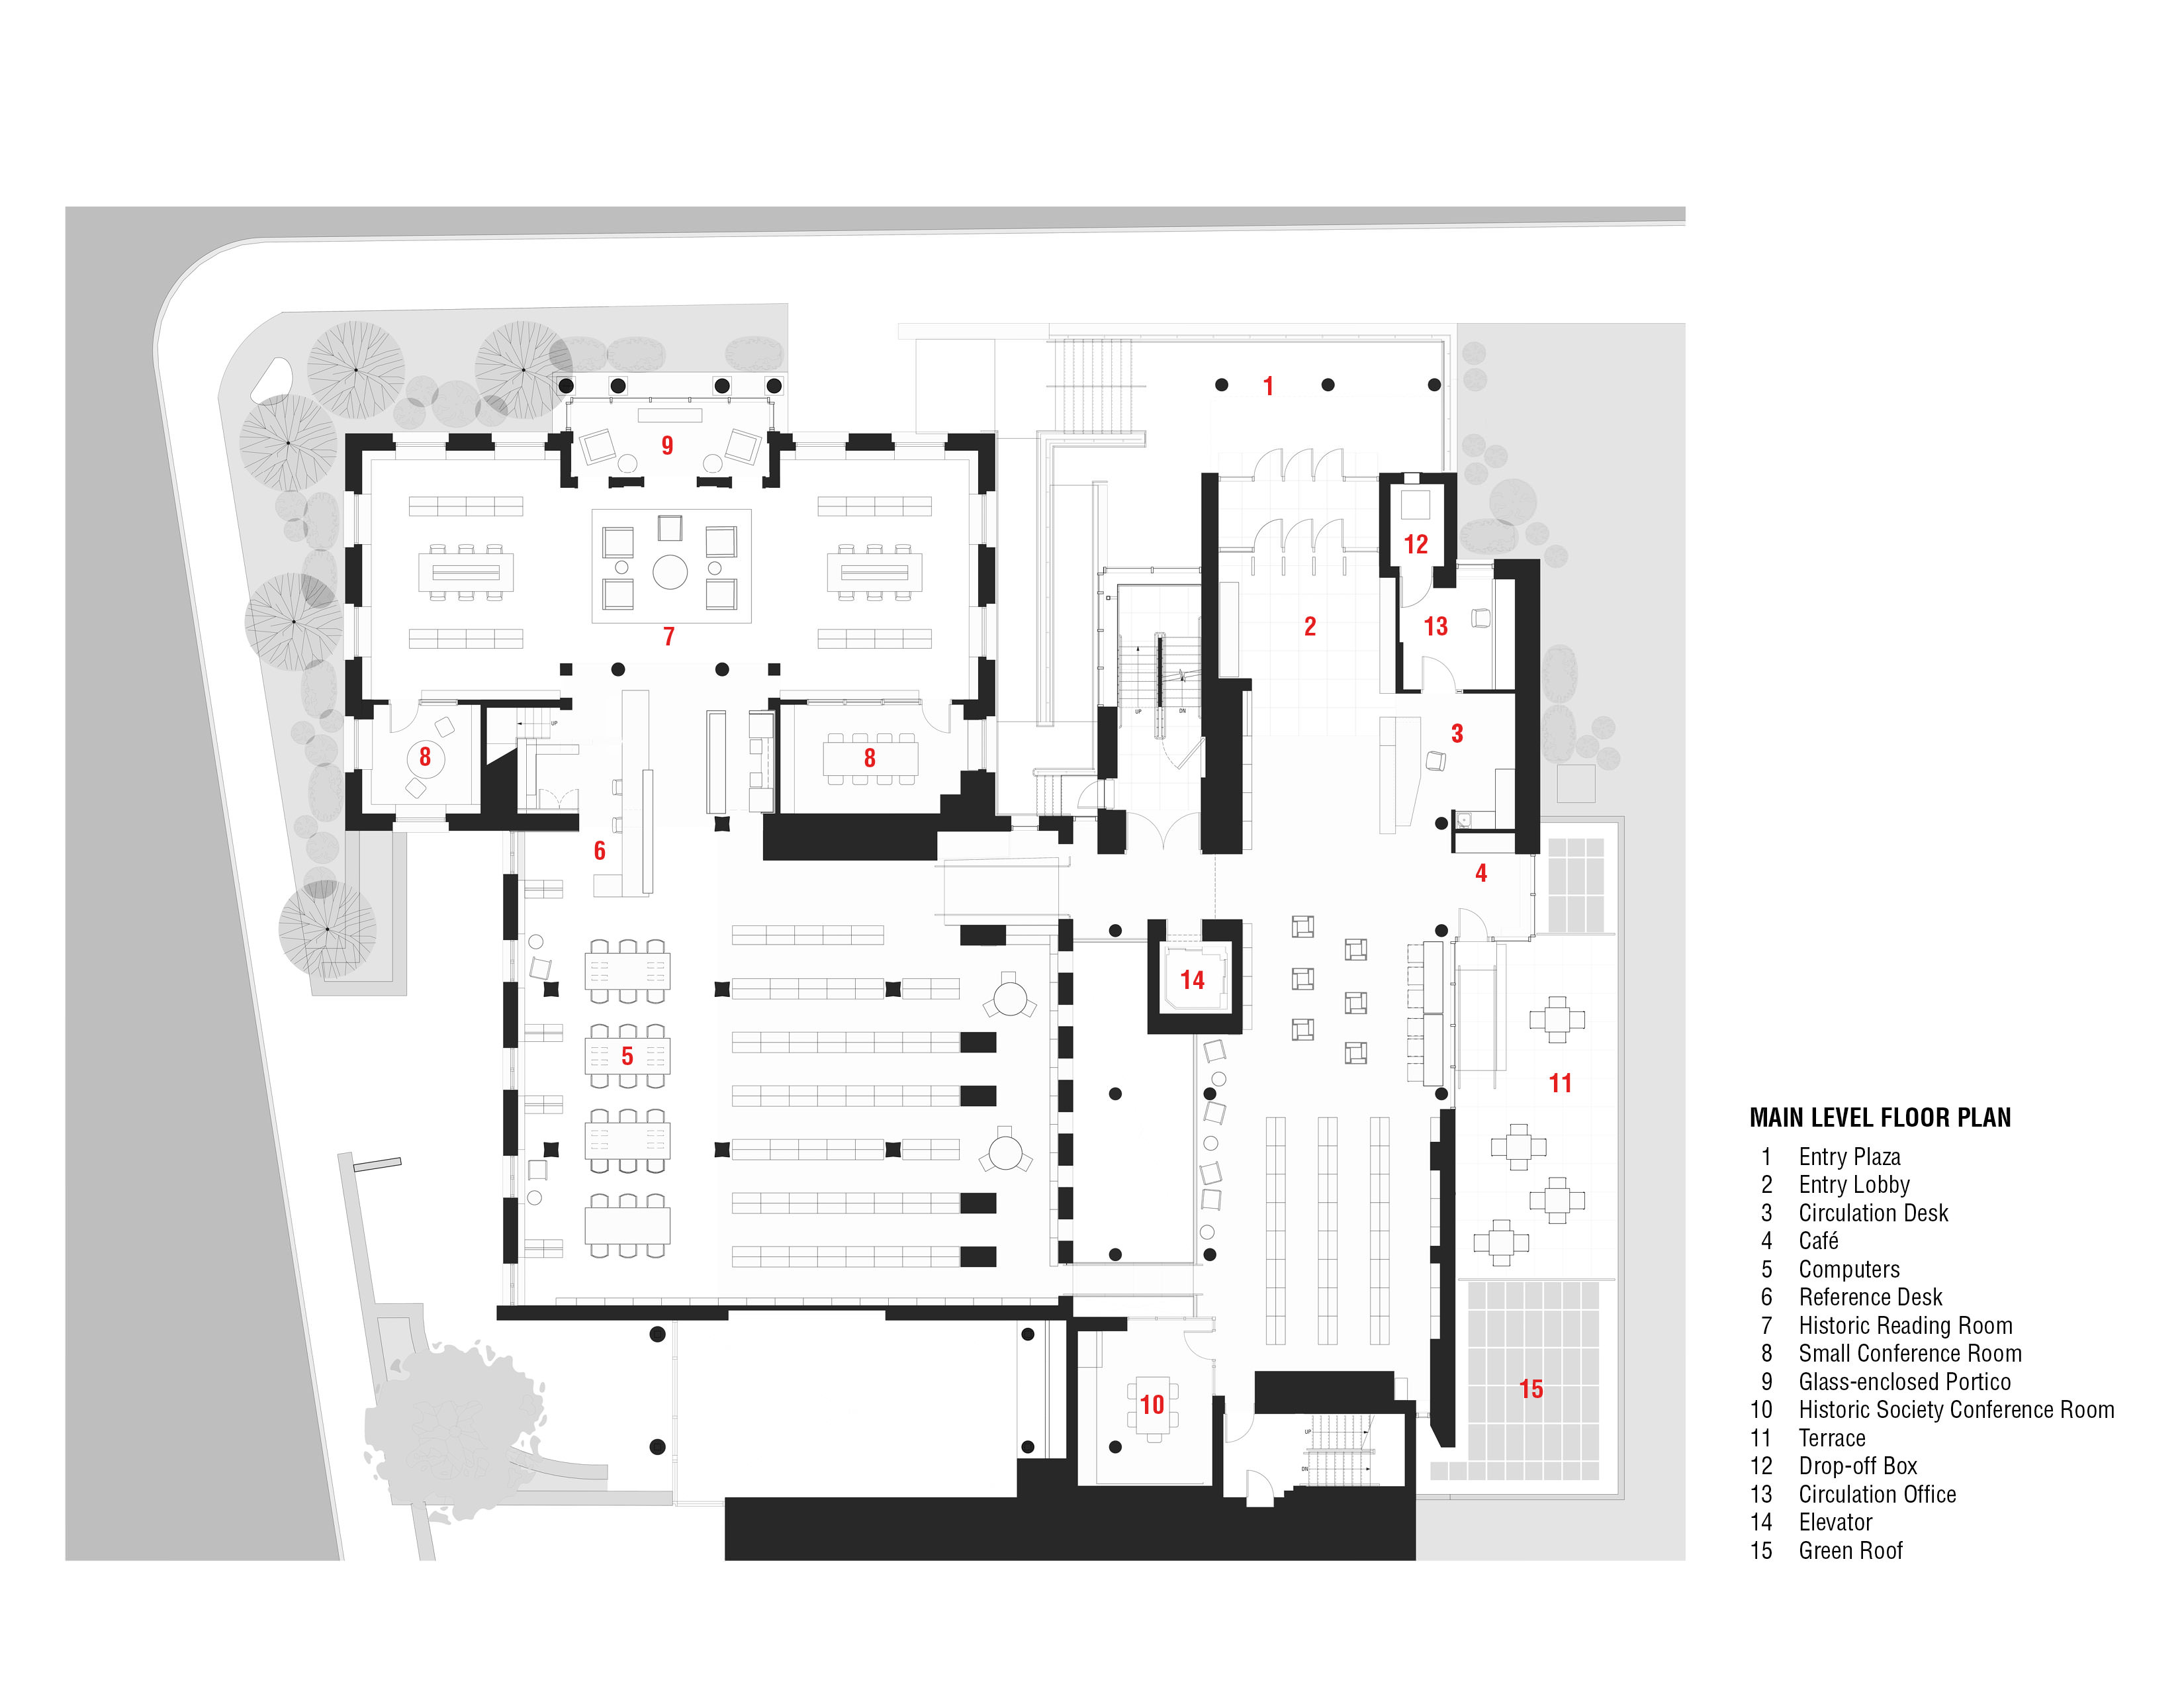 1
9
12
2
13
7
3
UP
UP
DN
8
8
6
4
14
5
11
15
10
UP
DN
MAIN LEVEL FLOOR PLAN
1 Entry Plaza
2 Entry Lobby
3 Circulation Desk
4 Café
5 Computers
6 Reference Desk
7 Historic Reading Room
8 Small Conference Room
9 Glass-enclosed Portico
10 Historic Society Conference Room
11 Terrace
12 Drop-off Box
13 Circulation Office
14 Elevator
15 Green Roof